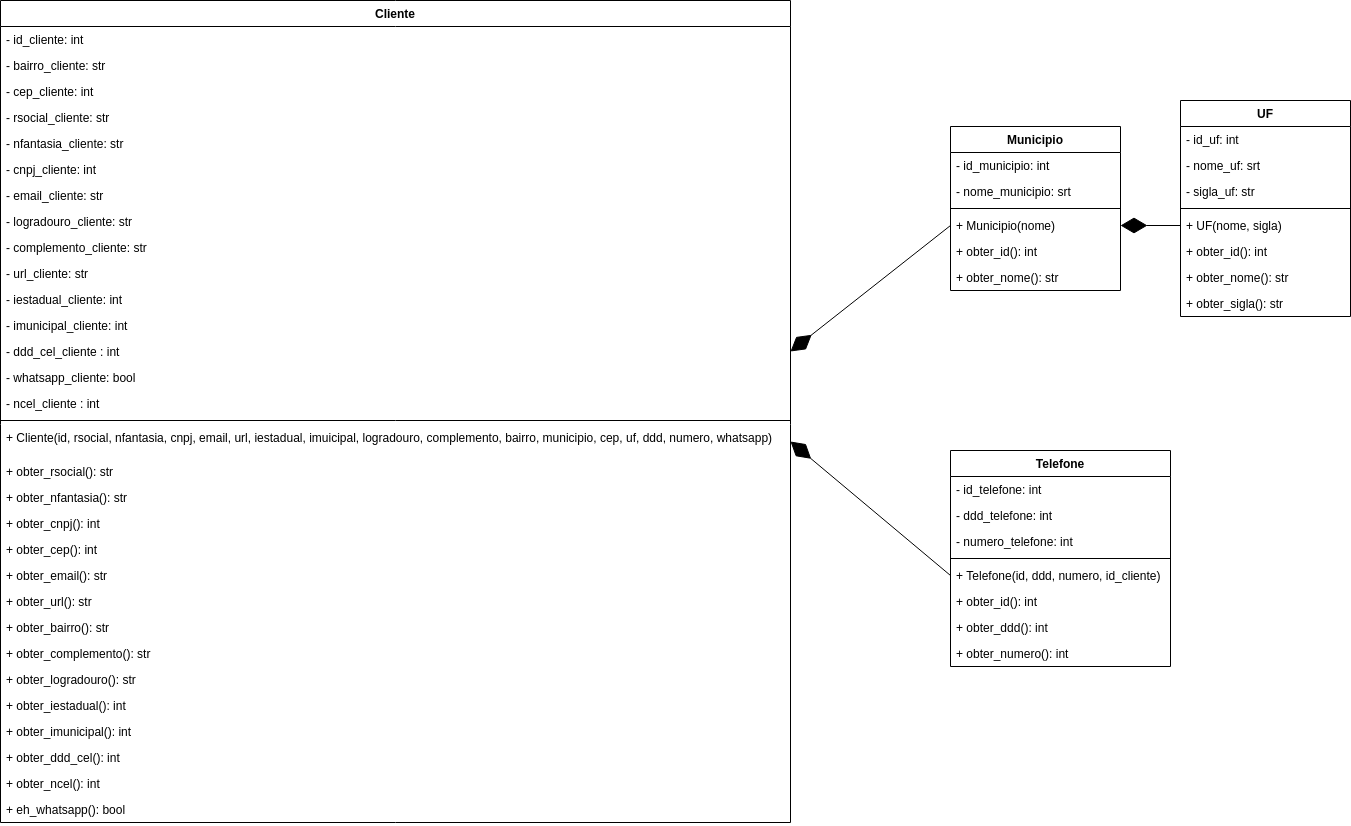 Cliente
- id_cliente: int
- bairro_cliente: str
- cep_cliente: int
- rsocial_cliente: str
- nfantasia_cliente: str
- cnpj_cliente: int
- email_cliente: str
- logradouro_cliente: str
- complemento_cliente: str
- url_cliente: str
- iestadual_cliente: int
- imunicipal_cliente: int
- ddd_cel_cliente : int
- whatsapp_cliente: bool
- ncel_cliente : int
+ Cliente(id, rsocial, nfantasia, cnpj, email, url, iestadual, imuicipal, logradouro, complemento, bairro, municipio, cep, uf, ddd, numero, whatsapp)
+ obter_rsocial(): str
+ obter_nfantasia(): str
+ obter_cnpj(): int
+ obter_cep(): int
+ obter_email(): str
+ obter_url(): str
+ obter_bairro(): str
+ obter_complemento(): str
+ obter_logradouro(): str
+ obter_iestadual(): int
+ obter_imunicipal(): int
+ obter_ddd_cel(): int
+ obter_ncel(): int
+ eh_whatsapp(): bool
Municipio
- id_municipio: int
- nome_municipio: srt
+ Municipio(nome)
+ obter_id(): int
+ obter_nome(): str
UF
- id_uf: int
- nome_uf: srt
- sigla_uf: str
+ UF(nome, sigla)
+ obter_id(): int
+ obter_nome(): str
+ obter_sigla(): str
Telefone
- id_telefone: int
- ddd_telefone: int
- numero_telefone: int
+ Telefone(id, ddd, numero, id_cliente)
+ obter_id(): int
+ obter_ddd(): int
+ obter_numero(): int